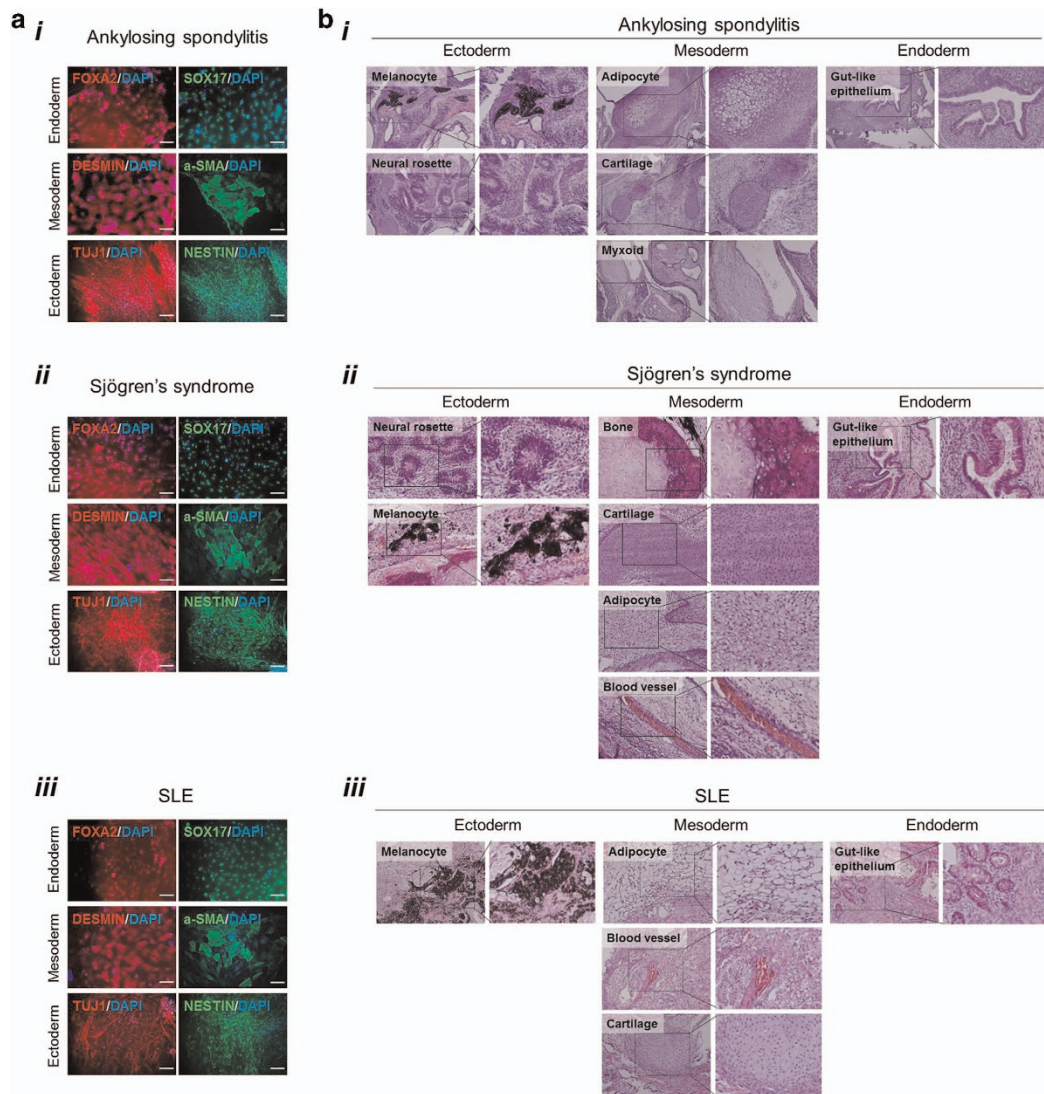 a
i
Ankylosing spondylitis
Endoderm
FOXA2/DAPI
SOX17/DAPI
Mesoderm
DESMIN/DAPI
a-SMA/DAPI
Ectoderm
TUJ1/DAPI
NESTIN/DAPI
ii
Sjögren's syndrome
Endoderm
FOXA2/DAPI
SOX17/DAPI
Mesoderm
DESMIN/DAPI
a-SMA/DAPI
Ectoderm
TUJ1/DAPI
NESTIN/DAPI
iii
SLE
Endoderm
FOXA2/DAPI
SOX17/DAPI
Mesoderm
DESMIN/DAPI
a-SMA/DAPI
Ectoderm
TUJ1/DAPI
NESTIN/DAPI
b
i
Ankylosing spondylitis
Ectoderm
Mesoderm
Endoderm
Melanocyte
Adipocyte
Gut-like
epithelium
Neural rosette
Cartilage
Myxoid
ii
Sjögren's syndrome
Ectoderm
Mesoderm
Endoderm
Neural rosette
Bone
Gut-like
epithelium
Melanocyte
Cartilage
Adipocyte
Blood vessel
iii
SLE
Ectoderm
Mesoderm
Endoderm
Melanocyte
Adipocyte
Gut-like
epithelium
Blood vessel
Cartilage